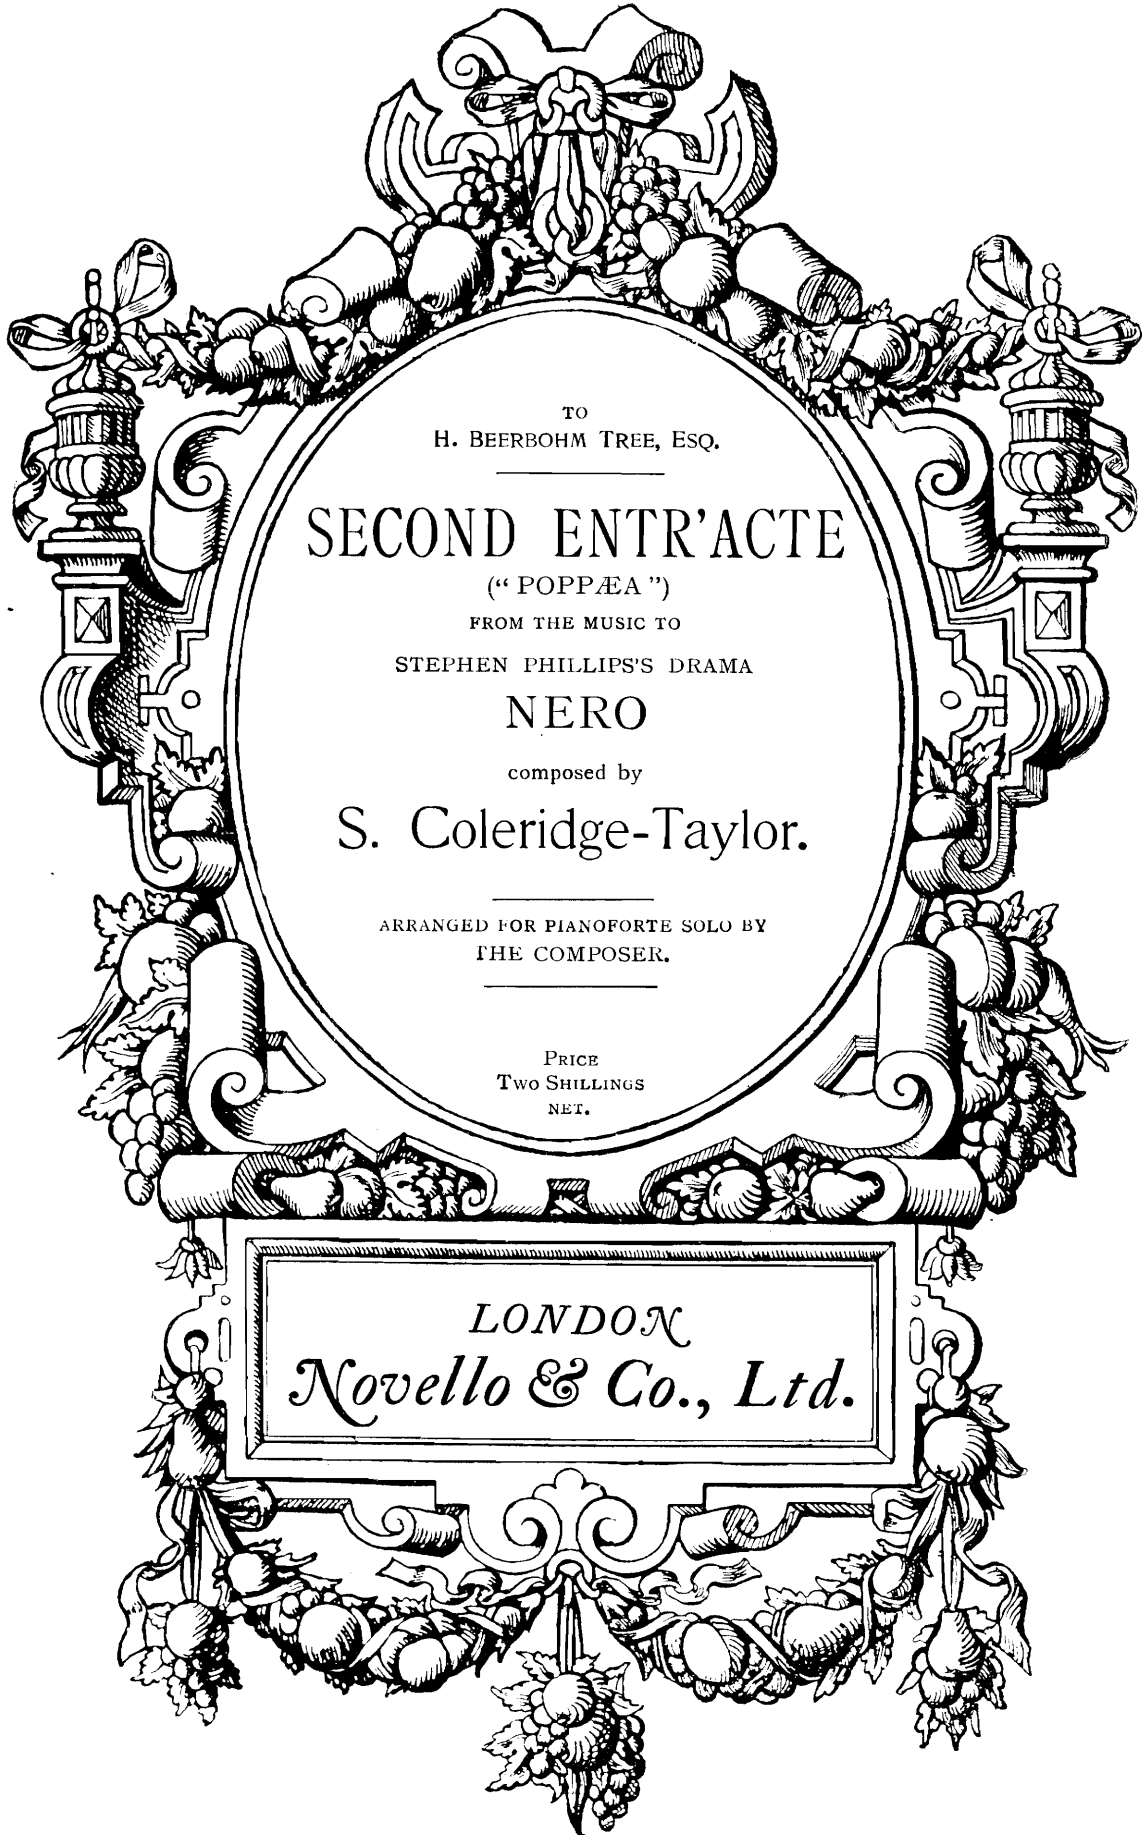 TO
H. BEERBOHM TREE, ESQ.
SECOND ENTR'ACTE
(“ POPPÆA ”)
FROM THE MUSIC TO
STEPHEN PHILLIPS'S DRAMA
NERO
composed by
S. Coleridge-Taylor.
ARRANGED FOR PIANOFORTE SOLO BY
THE COMPOSER.
PRICE
TWO SHILLINGS
NET.
LONDON
Novello & Co., Ltd.